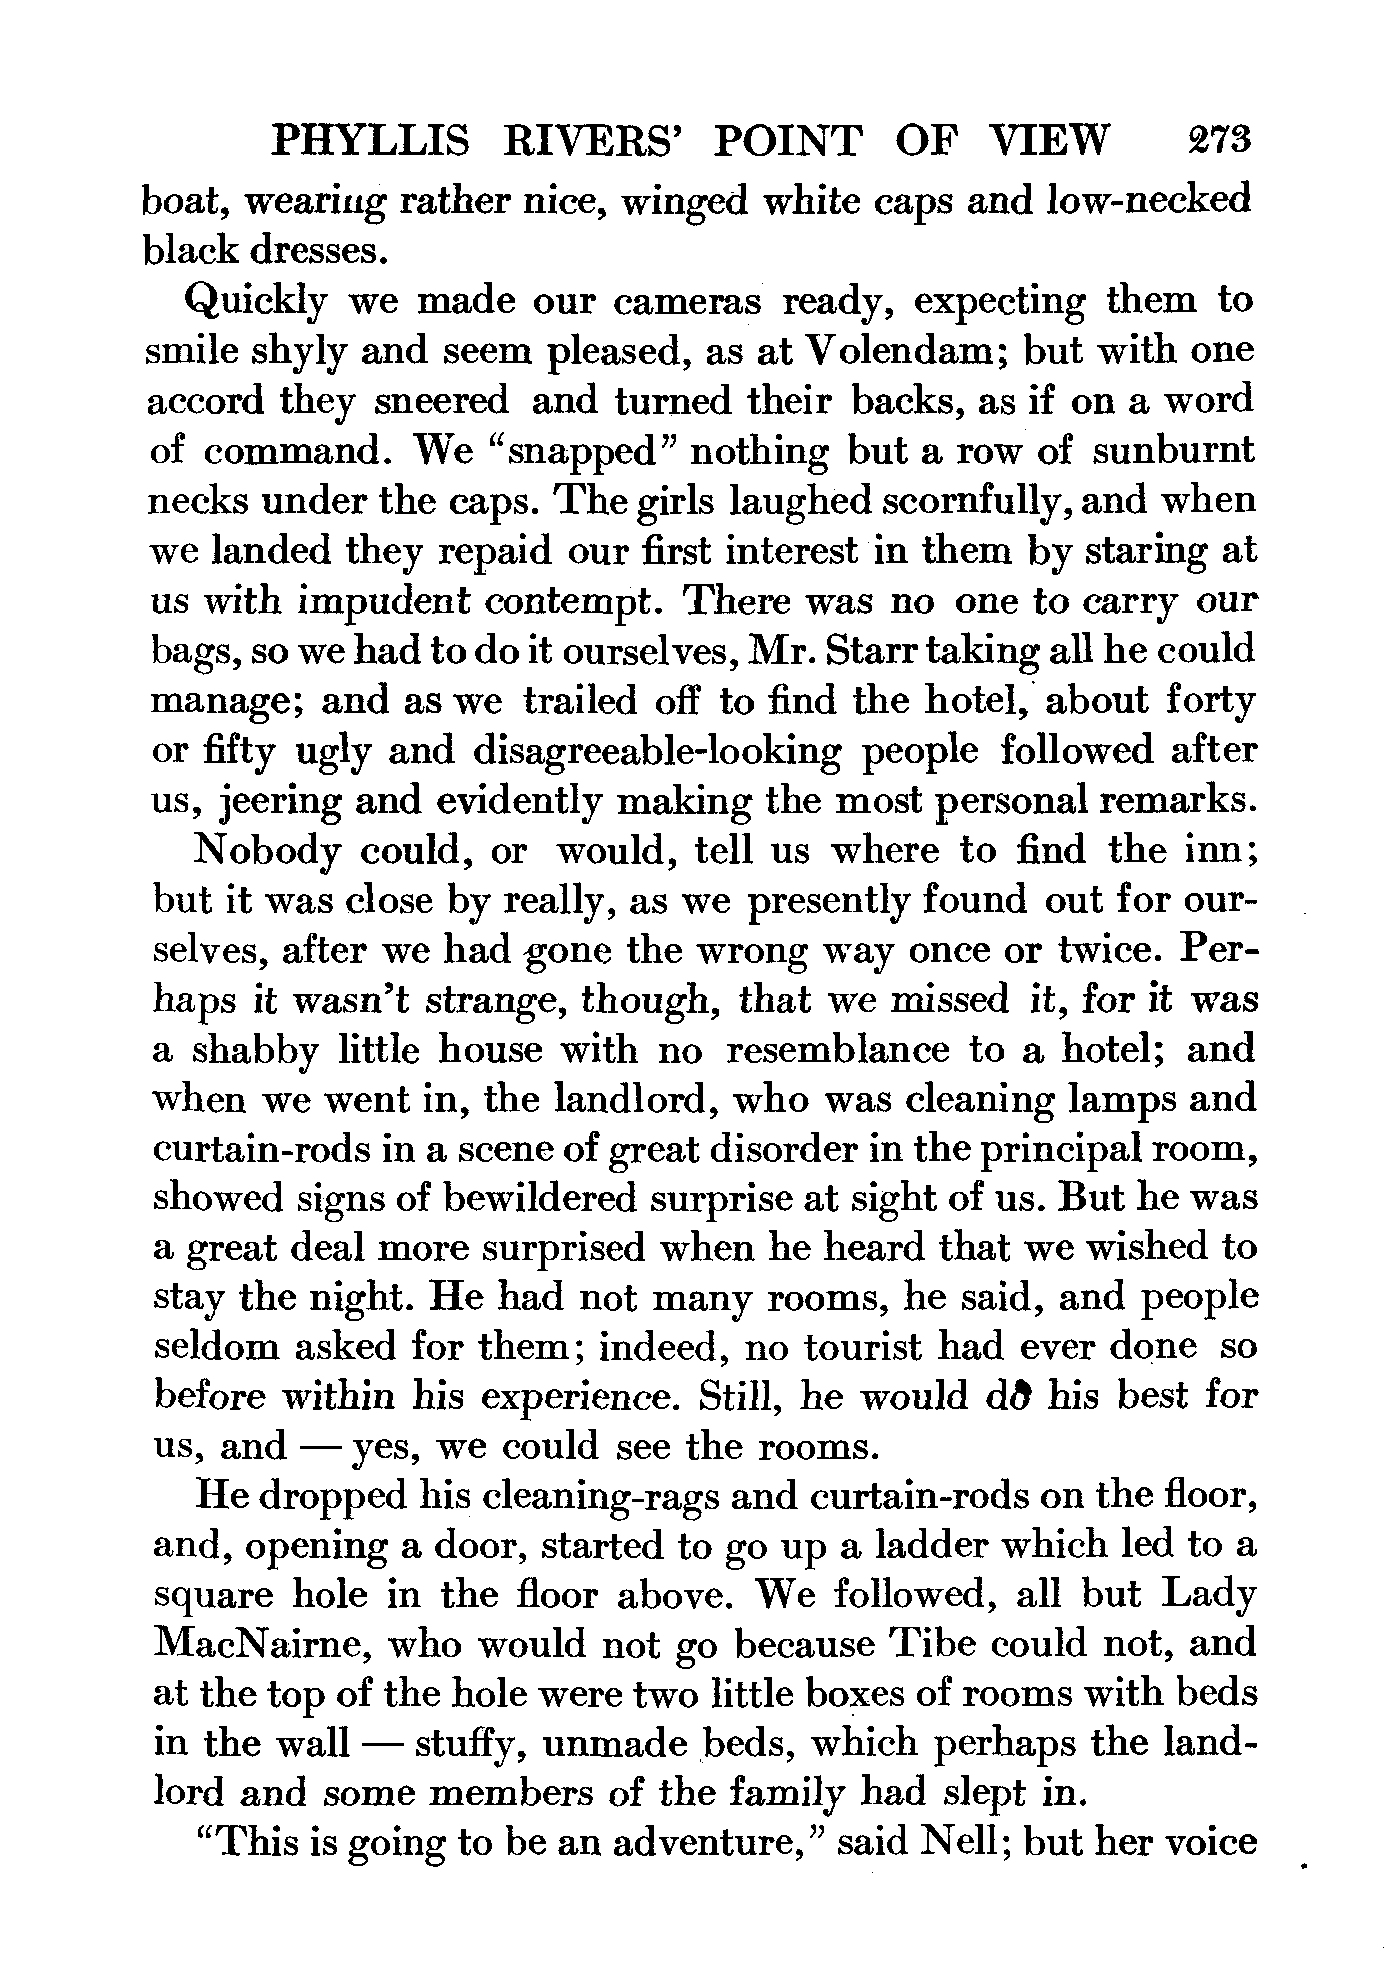 PHYLLIS RIVERS' POINT OF VIEW 273
boat, wearing rather nice, winged white caps and low-necked
black dresses.
Quickly we made our cameras ready, expecting them to
smile shyly and seem pleased, as at Volendam; but with one
accord they sneered and turned their backs, as if on a word
of command. We "snapped" nothing but a row of sunburnt
necks under the caps. The girls laughed scornfully, and when
we landed they repaid our first interest in them by staring at
us with impudent contempt. There was no one to carry our
bags, so we had to do it ourselves, Mr. Starr taking all he could
manage; and as we trailed off to find the hotel, about forty
or fifty ugly and disagreeable-looking people followed after
us, jeering and evidently making the most personal remarks.
Nobody could, or would, tell us where to find the inn;
but it was close by really, as we presently found out for our-
selves, after we had gone the wrong way once or twice. Per-
haps it wasn't strange, though, that we missed it, for it was
a shabby little house with no resemblance to a hotel; and
when we went in, the landlord, who was cleaning lamps and
curtain-rods in a scene of great disorder in the principal room,
showed signs of bewildered surprise at sight of us. But he was
a great deal more surprised when he heard that we wished to
stay the night. He had not many rooms, he said, and people
seldom asked for them; indeed, no tourist had ever done so
before within his experience. Still, he would do his best for
us, and — yes, we could see the rooms.
He dropped his cleaning-rags and curtain-rods on the floor,
and, opening a door, started to go up a ladder which led to a
square hole in the floor above. We followed, all but Lady
MacNairne, who would not go because Tibe could not, and
at the top of the hole were two little boxes of rooms with beds
in the wall — stuffy, unmade beds, which perhaps the land-
lord and some members of the family had slept in.
"This is going to be an adventure," said Nell; but her voice